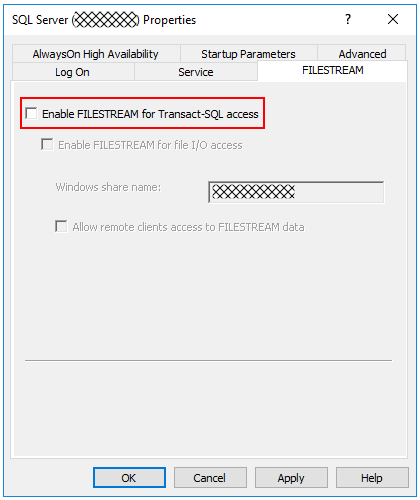 SQL Server () Properties
?
AlwaysOn High Availability Startup Parameters Advanced
Log On Service FILESTREAM
Enable FILESTREAM for Transact-SQL access
Enable FILESTREAM for file I/O access
Windows share name:
Allow remote clients access to FILESTREAM data
OK Cancel Apply Help